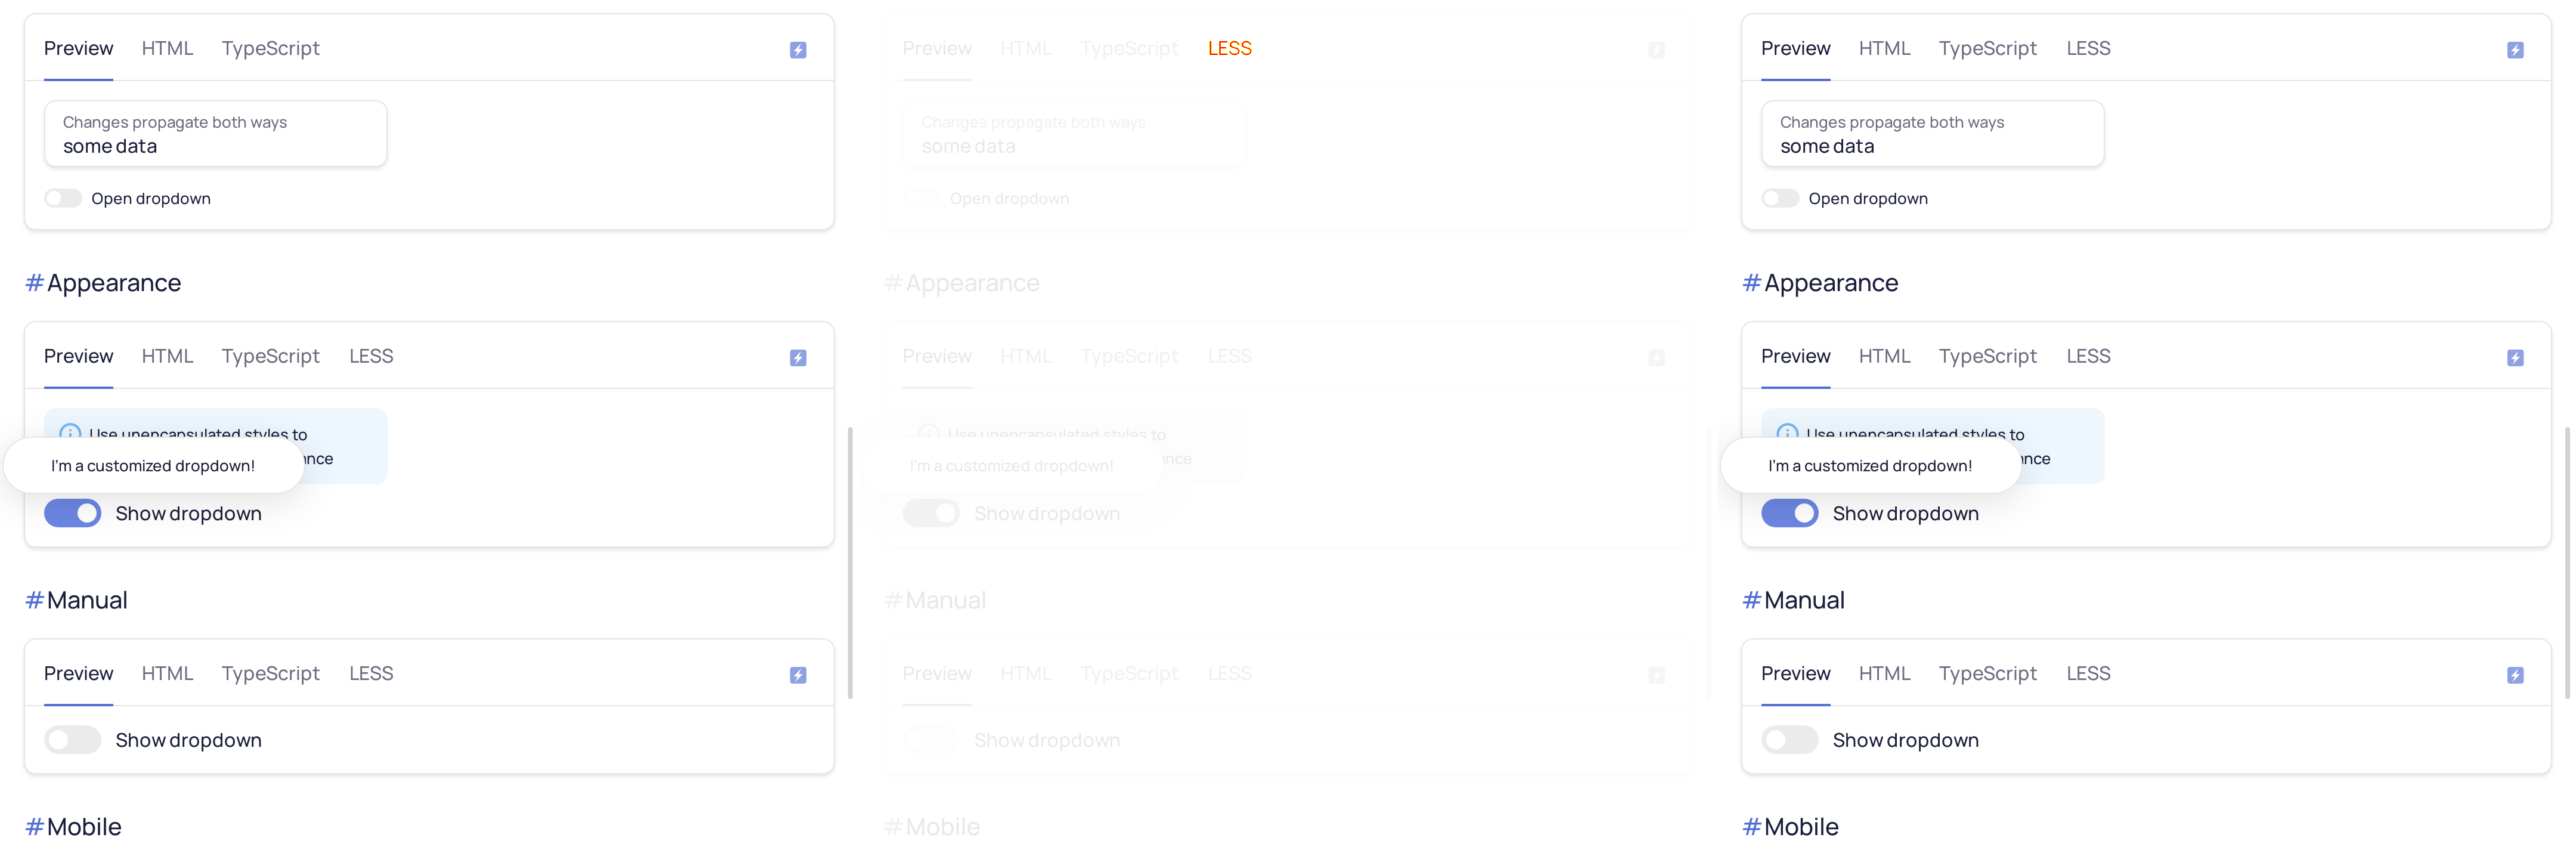 Preview HTML TypeScript
Changes propagate both ways
some data
Open dropdown
#Appearance
Preview HTML TypeScript LESS
Use unencapsulated styles to
I'm a customized dropdown!
Show dropdown
#Manual
Preview HTML TypeScript LESS
Show dropdown
#Mobile
Preview HTML TypeScript LESS
Changes propagate both ways
some data
Open dropdown
#Appearance
Preview HTML TypeScript LESS
Use unencapsulated styles to
I'm a customized dropdown!
Show dropdown
#Manual
Preview HTML TypeScript LESS
Show dropdown
#Mobile
Preview HTML TypeScript LESS
Changes propagate both ways
some data
Open dropdown
#Appearance
Preview HTML TypeScript LESS
Use unencapsulated styles to
I'm a customized dropdown!
Show dropdown
#Manual
Preview HTML TypeScript LESS
Show dropdown
#Mobile